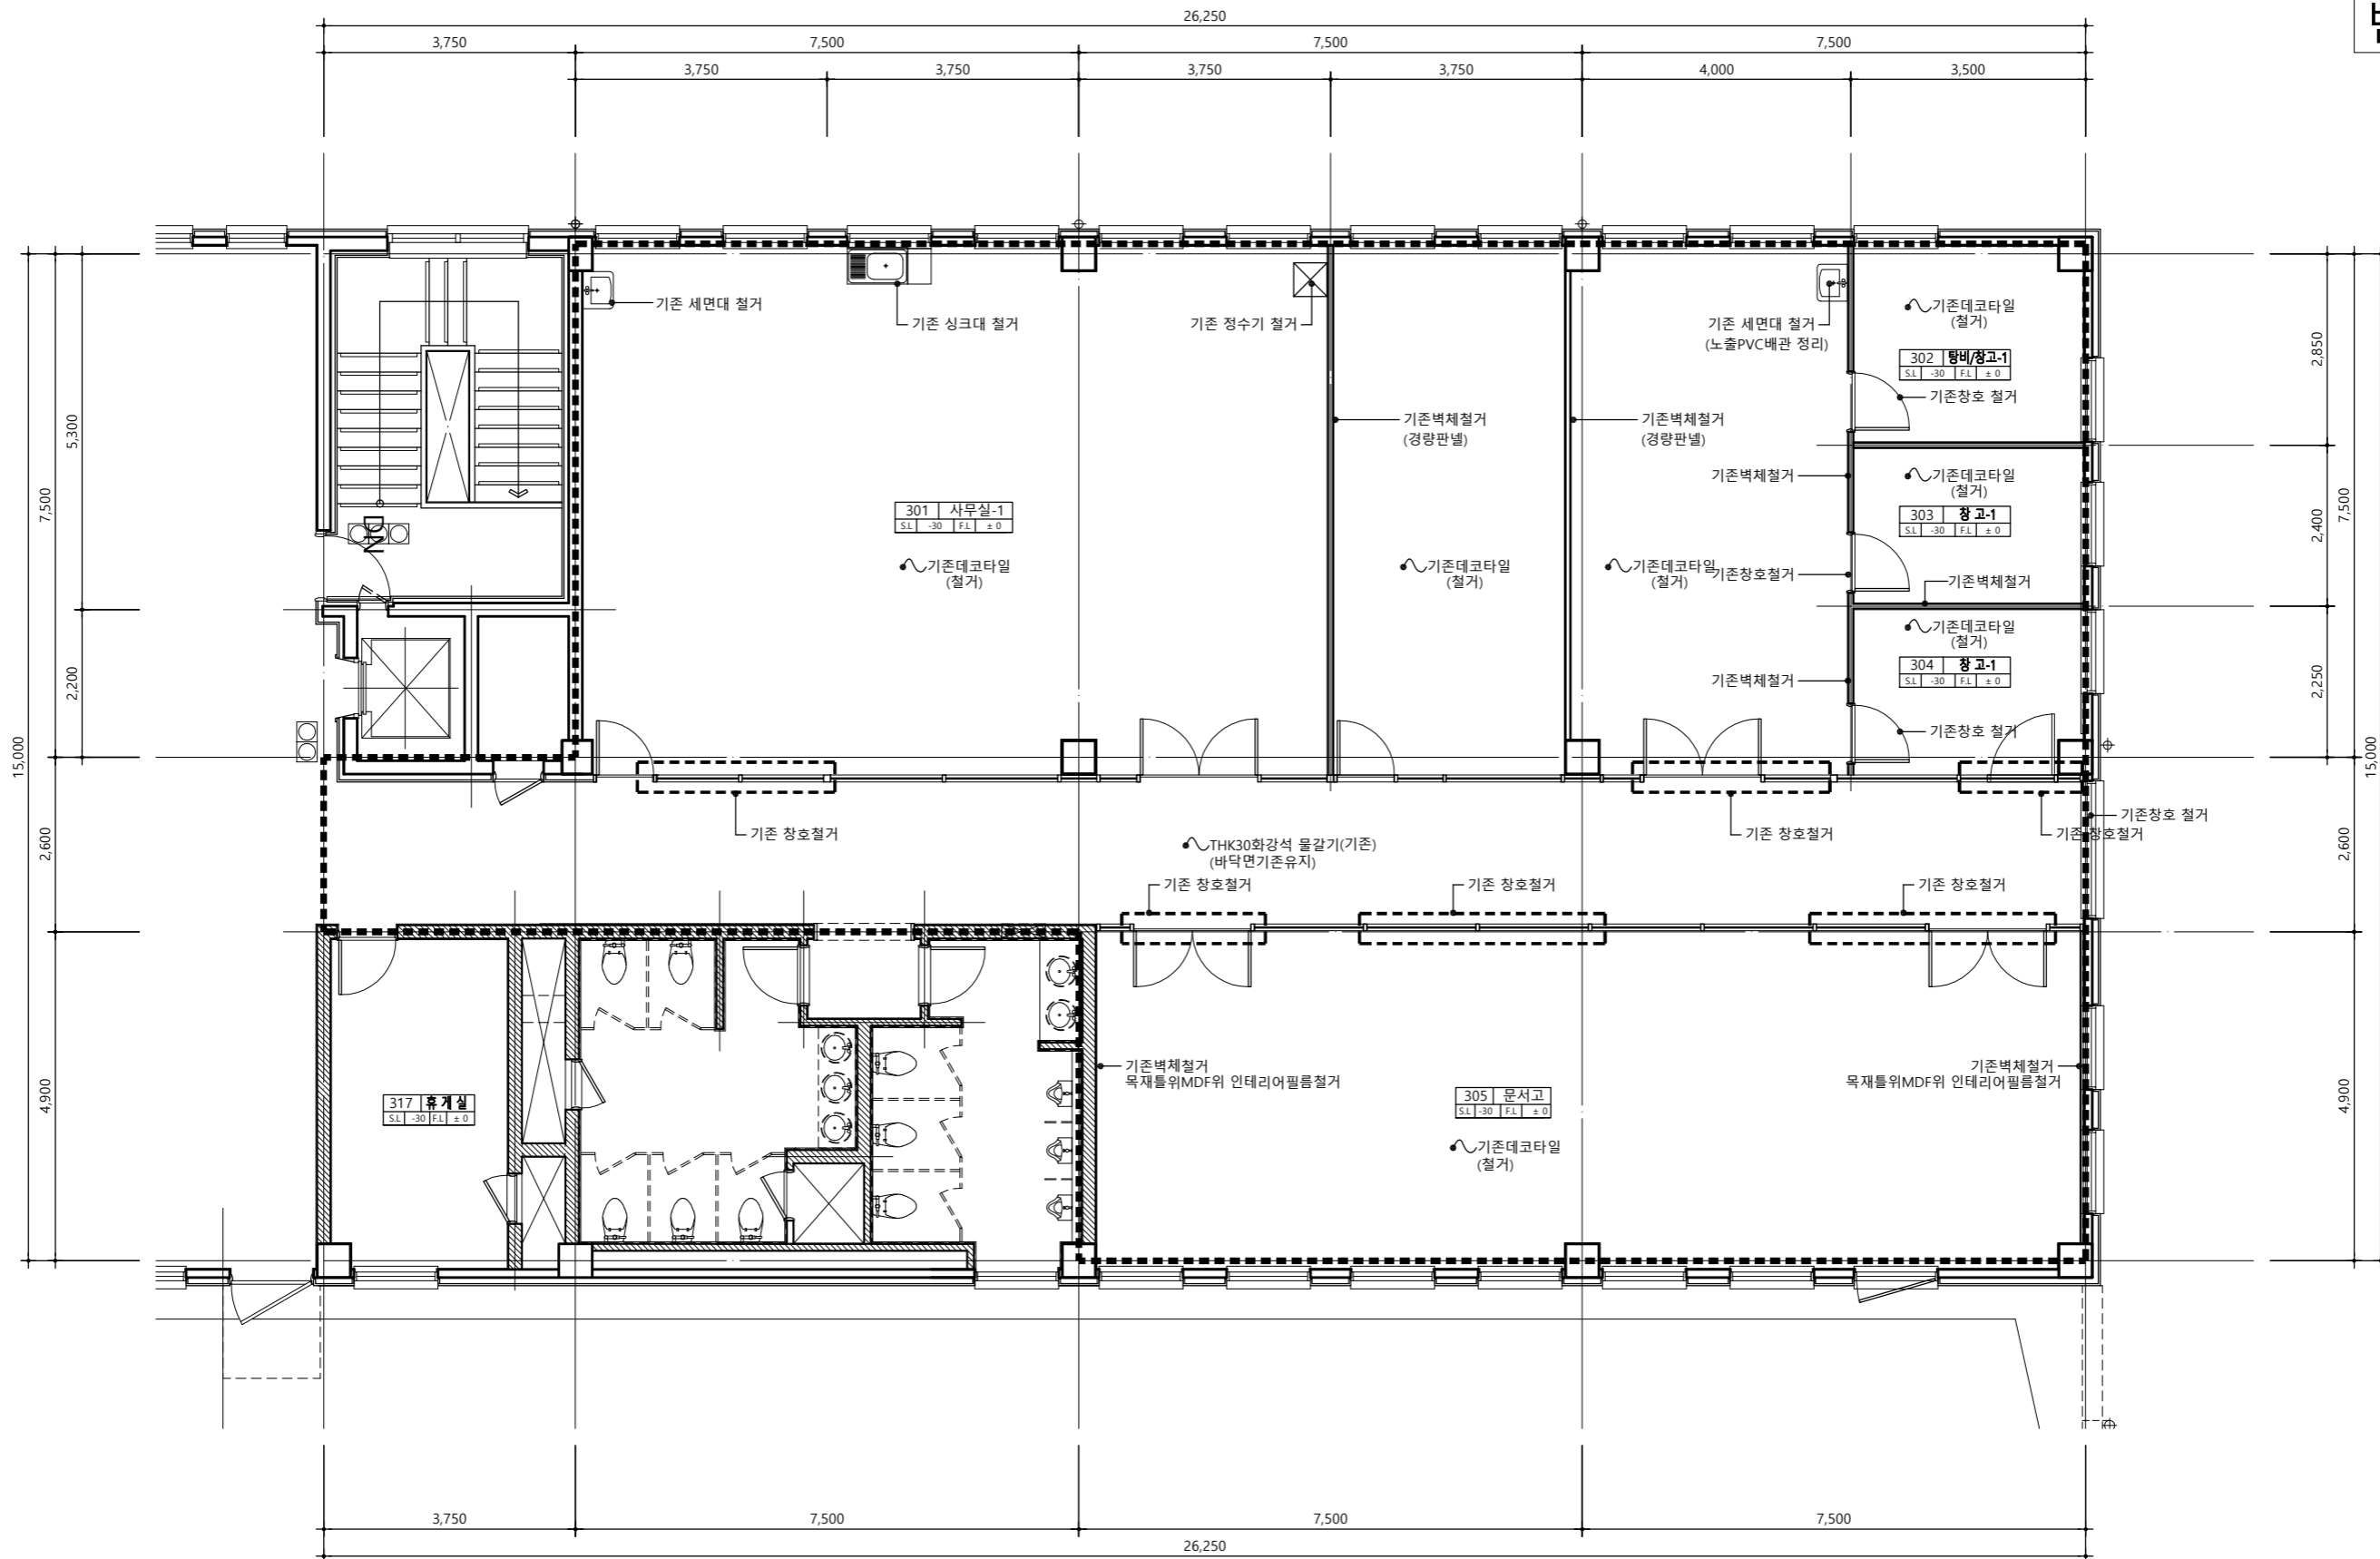 26,250
3,750
7,500
7,500
7,500
3,750
3,750
3,750
3,750
4,000
3,500
기존 세면대 철거
기존 싱크대 철거
기존 정수기 철거
기존 세면대 철거
(노출PVC배관 정리)
기존데코타일
(철거)
302 탕비/창고-1
S.L -30 F.L ± 0
기존창호 철거
기존벽체철거
(경량판넬)
기존벽체철거
(경량판넬)
기존벽체철거
기존데코타일
(철거)
303 창고-1
S.L -30 F.L ± 0
301 사무실-1
S.L -30 F.L ± 0
기존데코타일
(철거)
기존데코타일
(철거)
기존데코타일
(철거)
기존창호철거
기존벽체철거
기존데코타일
(철거)
304 창고-1
S.L -30 F.L ± 0
기존벽체철거
기존창호 철거
기존 창호철거
기존 창호철거
기존 창호철거
기존창호 철거
THK30화강석 물갈기(기존)
(바닥면기존유지)
기존 창호철거
기존 창호철거
기존 창호철거
기존벽체철거
목재틀위MDF위 인테리어필름철거
기존벽체철거
목재틀위MDF위 인테리어필름철거
317 휴게실
S.L -30 F.L ± 0
305 문서고
S.L -30 F.L ± 0
기존데코타일
(철거)
15,000
7,500
5,300
2,200
2,600
4,900
2,850
2,400
2,250
7,500
2,600
4,900
15,000
3,750
7,500
7,500
7,500
26,250